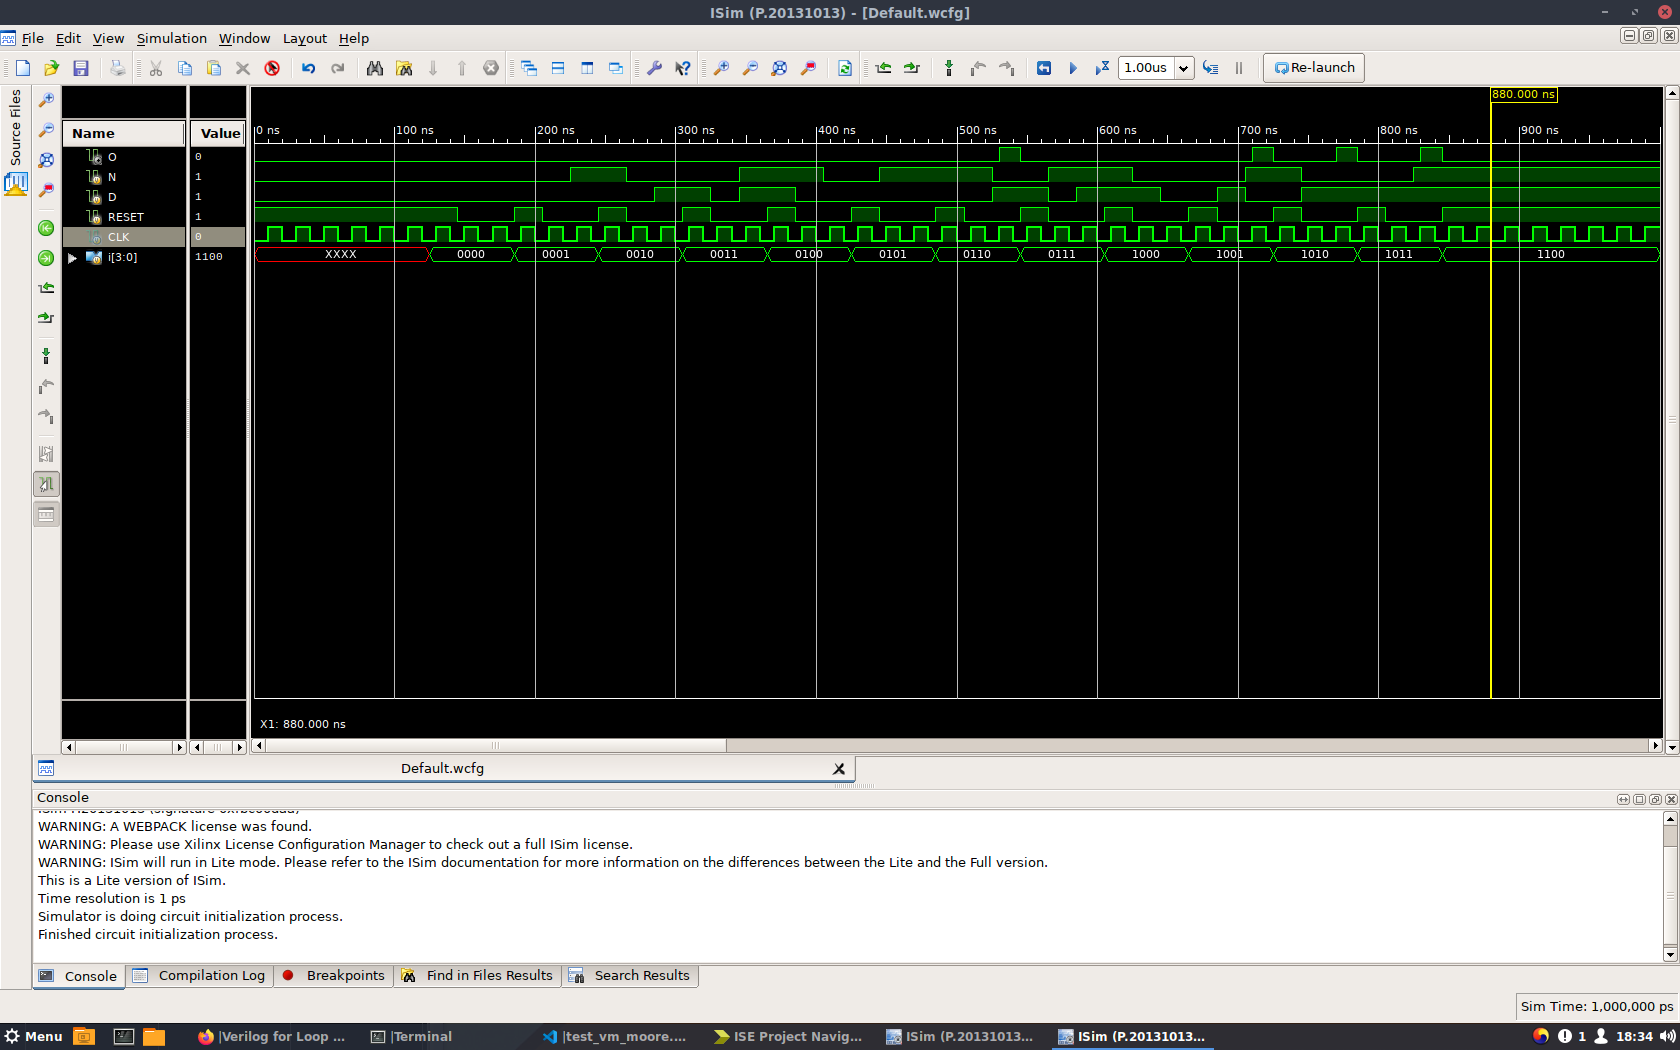 ISim (P.20131013) - [Default.wcfg]
File Edit View Simulation Window Layout Help
1.00us
Re-launch
Source Files
880.000 ns
Name Value
0 ns 100 ns 200 ns 300 ns 400 ns 500 ns 600 ns 700 ns 800 ns 900 ns
O 0
N 1
D 1
RESET 1
CLK 0
i[3:0] 1100
XXXX 0000 0001 0010 0011 0100 0101 0110 0111 1000 1001 1010 1011 1100
X1: 880.000 ns
Default.wcfg
Console
WARNING: A WEBPACK license was found.
WARNING: Please use Xilinx License Configuration Manager to check out a full ISim license.
WARNING: ISim will run in Lite mode. Please refer to the ISim documentation for more information on the differences between the Lite and the Full version.
This is a Lite version of ISim.
Time resolution is 1 ps
Simulator is doing circuit initialization process.
Finished circuit initialization process.
Console Compilation Log Breakpoints Find in Files Results Search Results
Sim Time: 1,000,000 ps
Menu |Verilog for Loop ... |Terminal |test_vm_moore.... ISE Project Navig... ISim (P.20131013... ISim (P.20131013... 1 18:34